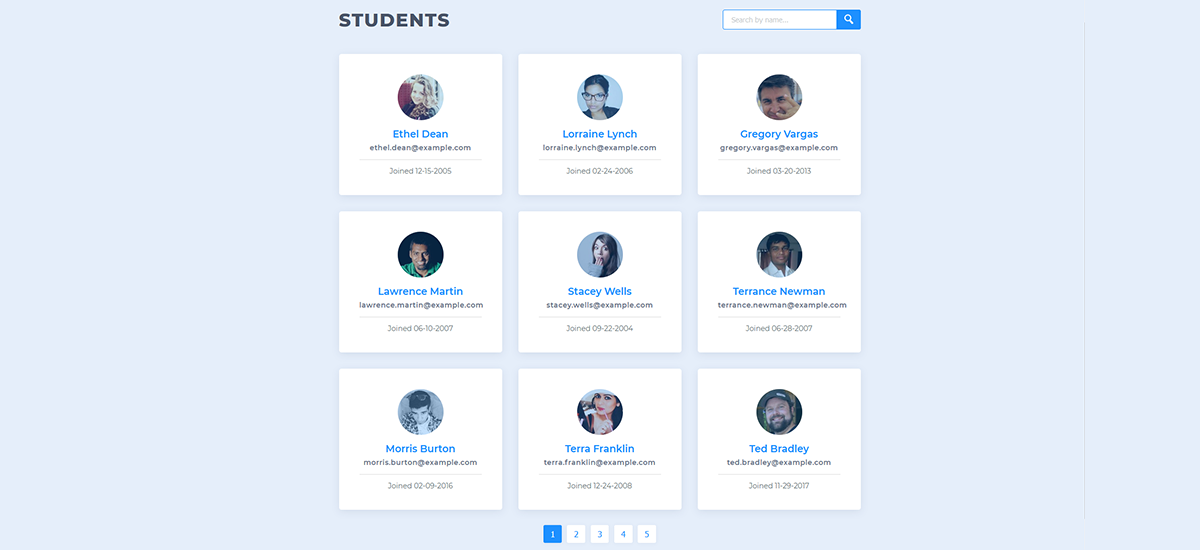 STUDENTS
Search by name...
Ethel Dean
ethel.dean@example.com
Joined 12-15-2005
Lorraine Lynch
lorraine.lynch@example.com
Joined 02-24-2006
Gregory Vargas
gregory.vargas@example.com
Joined 03-20-2013
Lawrence Martin
lawrence.martin@example.com
Joined 06-10-2007
Stacey Wells
stacey.wells@example.com
Joined 09-22-2004
Terrance Newman
terrance.newman@example.com
Joined 06-28-2007
Morris Burton
morris.burton@example.com
Joined 02-09-2016
Terra Franklin
terra.franklin@example.com
Joined 12-24-2008
Ted Bradley
ted.bradley@example.com
Joined 11-29-2017
1 2 3 4 5